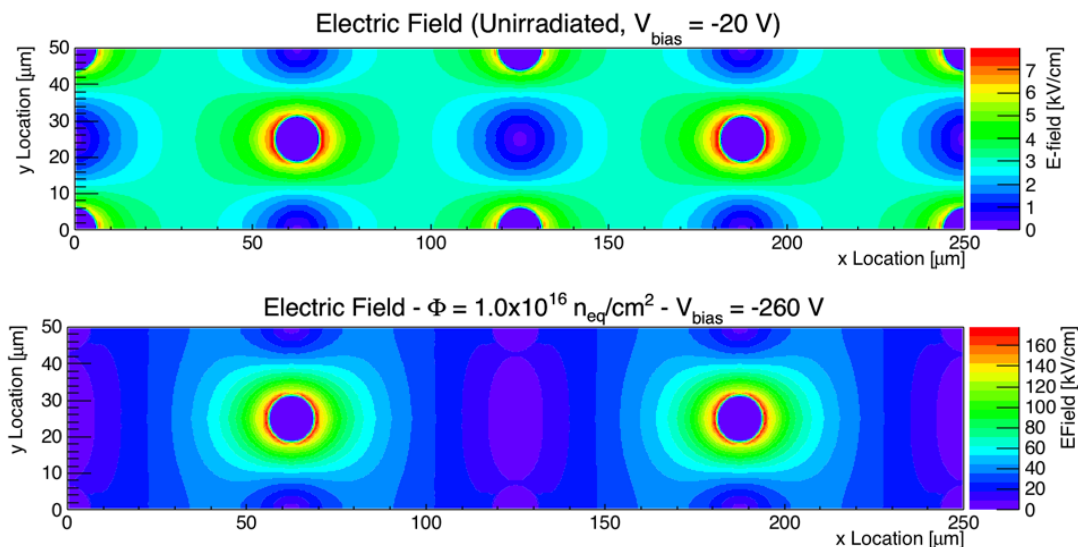 Electric Field (Unirradiated, V_bias = -20 V)
y Location [μm]
50
40
30
20
10
0
0 50 100 150 200 250
x Location [μm]
7
6
5
4
3
2
1
0
E-field [kV/cm]
Electric Field - Φ = 1.0x10^16 n_eq/cm^2 - V_bias = -260 V
y Location [μm]
50
40
30
20
10
0
0 50 100 150 200 250
x Location [μm]
160
140
120
100
80
60
40
20
0
EField [kV/cm]